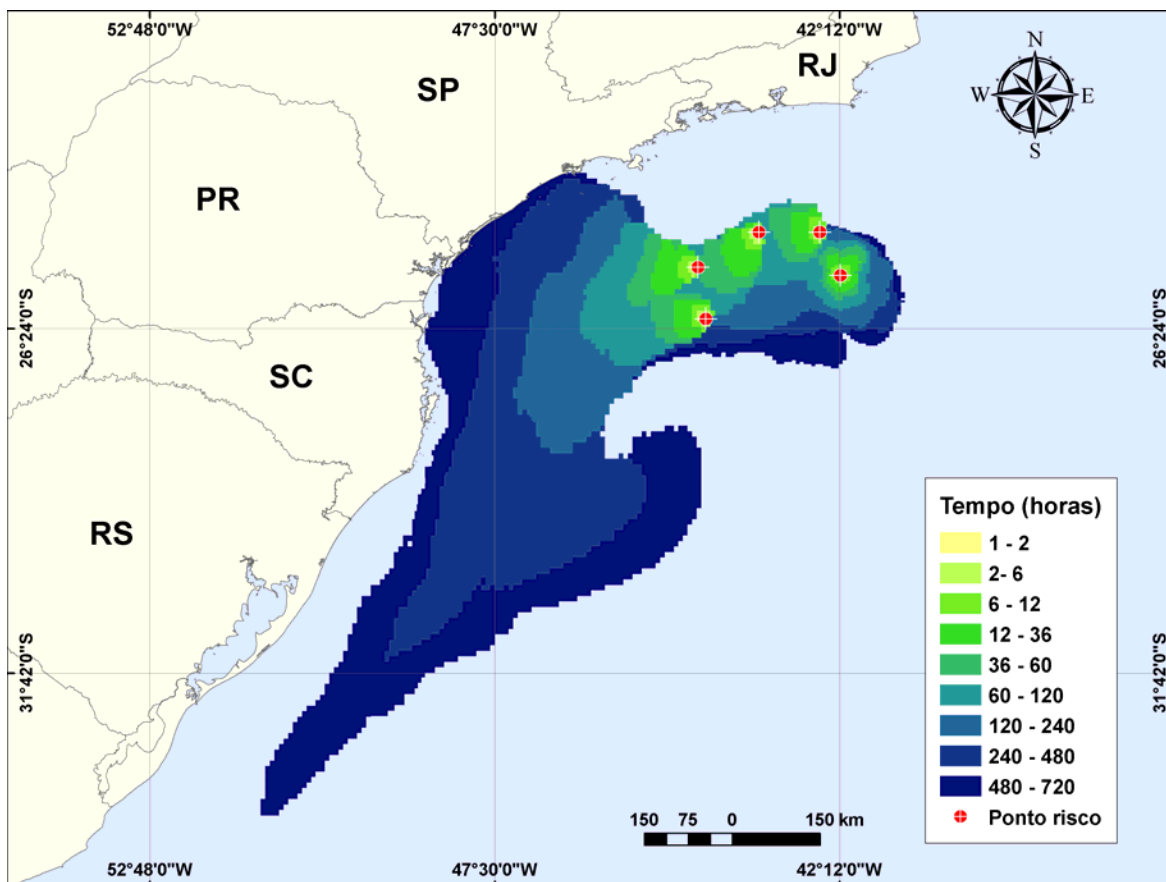 52°48'0"W 47°30'0"W 42°12'0"W
RJ
SP
N
W E
S
PR
26°24'0"S 26°24'0"S
SC
RS
Tempo (horas)
1 - 2
2- 6
6 - 12
12 - 36
36 - 60
60 - 120
120 - 240
240 - 480
480 - 720
Ponto risco
31°42'0"S 31°42'0"S
150 75 0 150 km
52°48'0"W 47°30'0"W 42°12'0"W